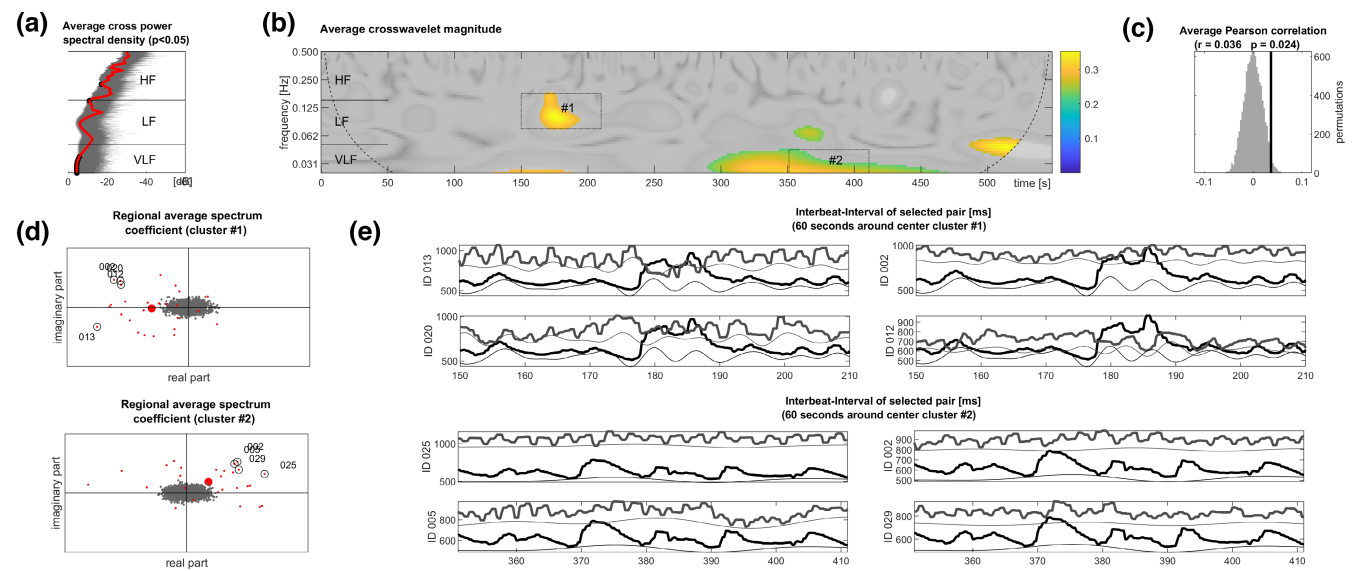 (a)
Average cross power
spectral density (p<0.05)
HF
LF
VLF
0 -20 -40 -60
[dB]
(b)
Average crosswavelet magnitude
frequency [Hz]
0.500
0.250
0.125
0.062
0.031
HF
LF
VLF
#1
#2
0 50 100 150 200 250 300 350 400 450 500 time [s]
0.3
0.2
0.1
(c)
Average Pearson correlation
(r = 0.036 p = 0.024)
600
400
200
0
permutations
-0.1 0 0.1
(d)
Regional average spectrum
coefficient (cluster #1)
imaginary part
002
020
012
013
real part
Regional average spectrum
coefficient (cluster #2)
imaginary part
002
005
029
025
real part
(e)
Interbeat-Interval of selected pair [ms]
(60 seconds around center cluster #1)
ID 013
1000
500
ID 002
1000
500
ID 020
1000
500
150 160 170 180 190 200 210
ID 012
900
800
700
600
500
150 160 170 180 190 200 210
Interbeat-Interval of selected pair [ms]
(60 seconds around center cluster #2)
ID 025
1000
500
ID 002
900
800
700
600
500
ID 005
800
600
360 370 380 390 400 410
ID 029
800
600
360 370 380 390 400 410